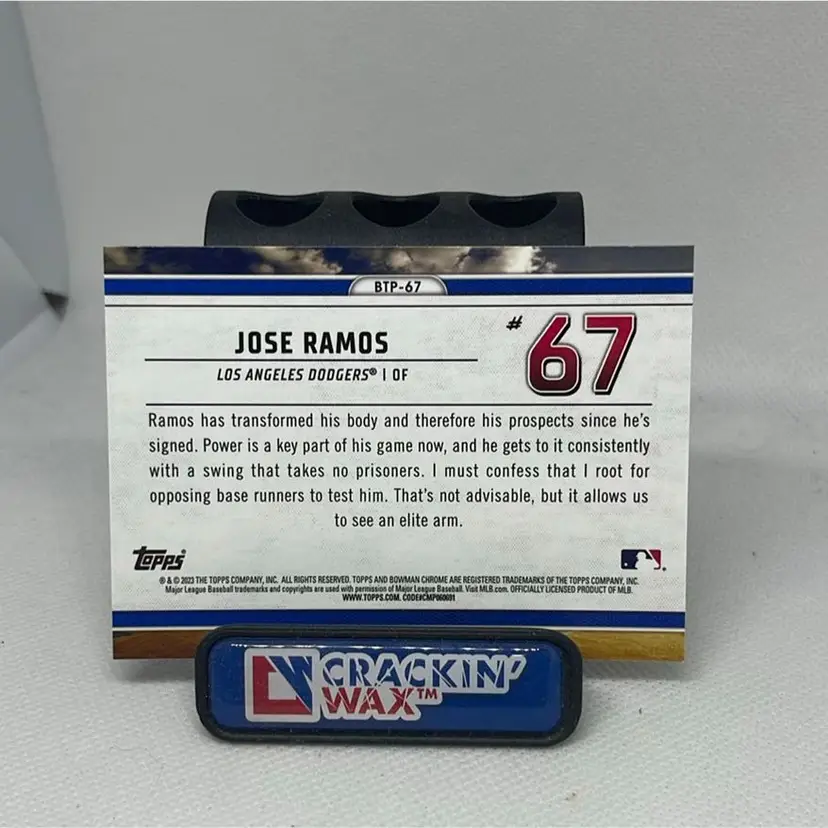 BTP-67
#67
JOSE RAMOS
LOS ANGELES DODGERS® | OF
Ramos has transformed his body and therefore his prospects since he's
signed. Power is a key part of his game now, and he gets to it consistently
with a swing that takes no prisoners. I must confess that I root for
opposing base runners to test him. That's not advisable, but it allows us
to see an elite arm.
topps
® & © 2023 THE TOPPS COMPANY, INC. ALL RIGHTS RESERVED. TOPPS AND BOWMAN CHROME ARE REGISTERED TRADEMARKS OF THE TOPPS COMPANY, INC.
Major League Baseball trademarks and copyrights are used with permission of Major League Baseball. Visit MLB.com. OFFICIALLY LICENSED PRODUCT OF MLB.
WWW.TOPPS.COM. CODE#CMP060691
CRACKIN'
WAX™